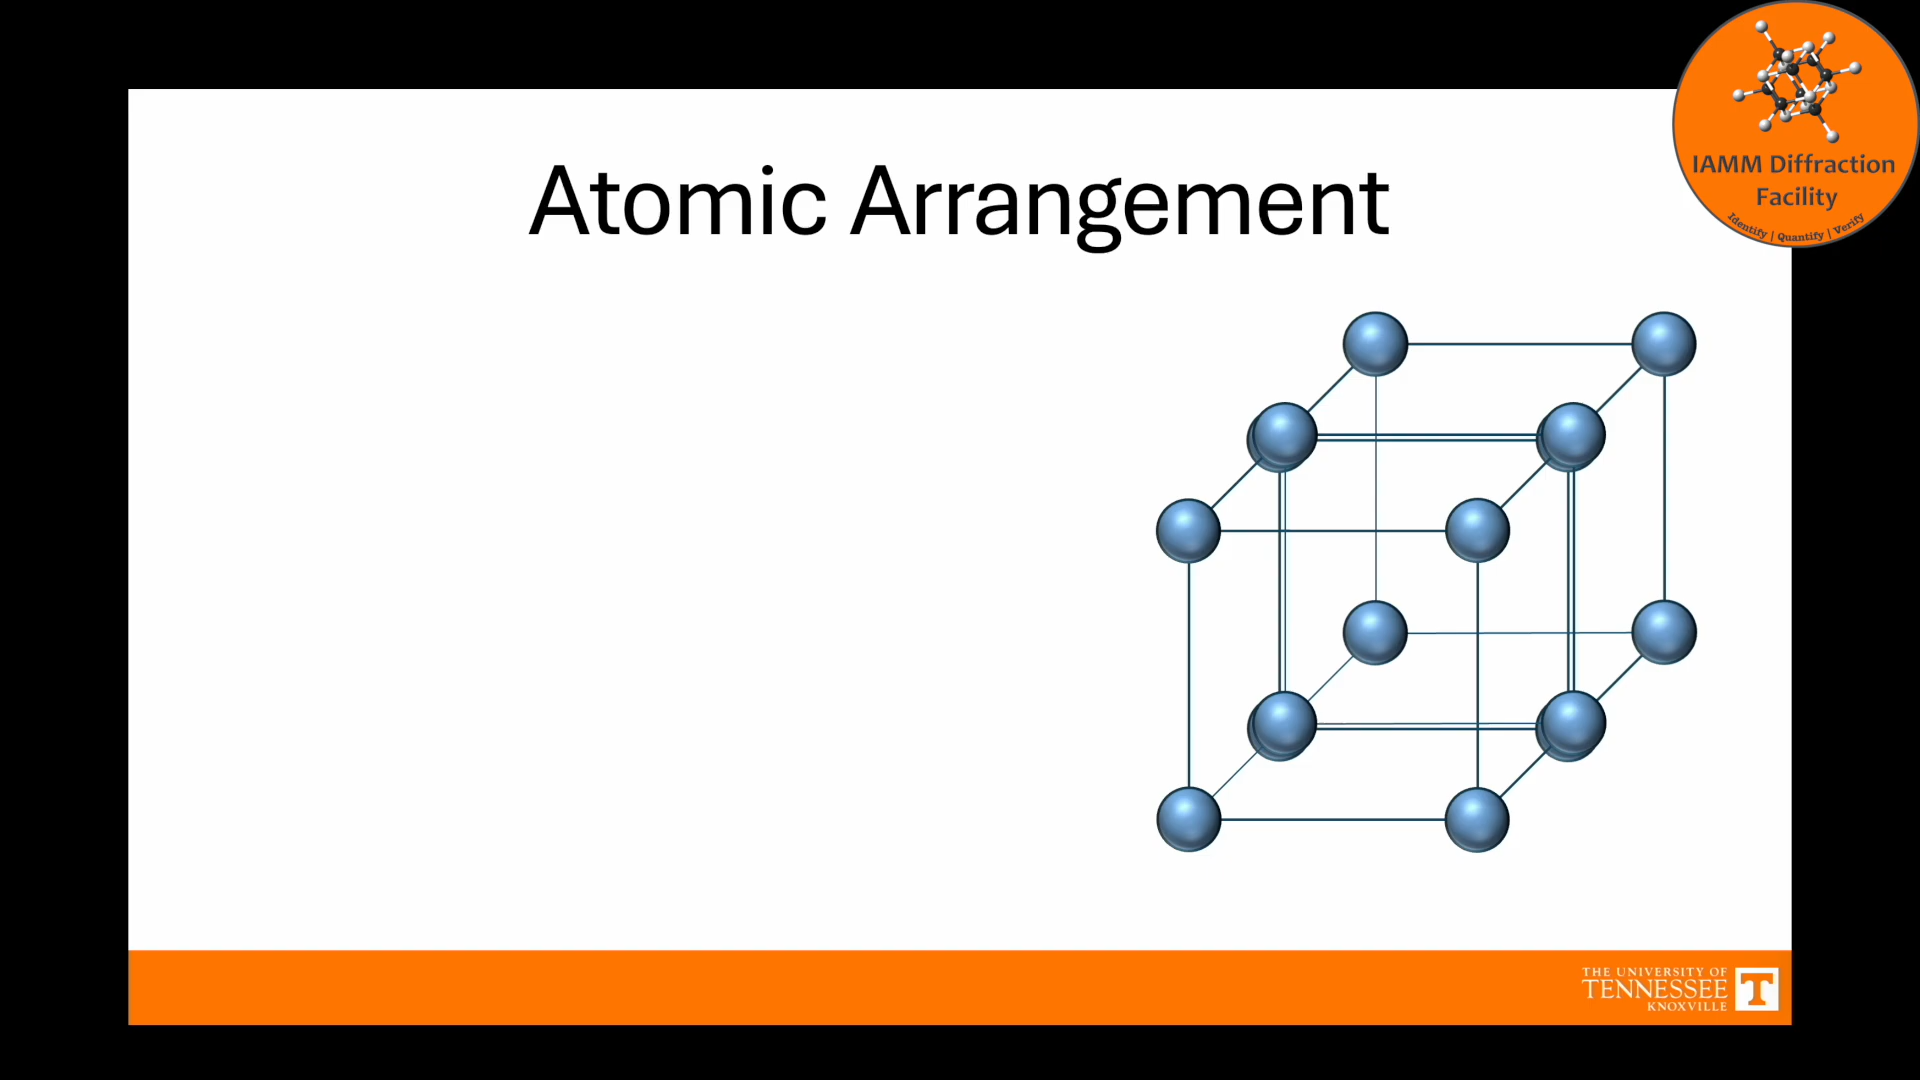 Atomic Arrangement
IAMM Diffraction
Facility
Identify | Quantify | Verify
THE UNIVERSITY OF
TENNESSEE
KNOXVILLE
T